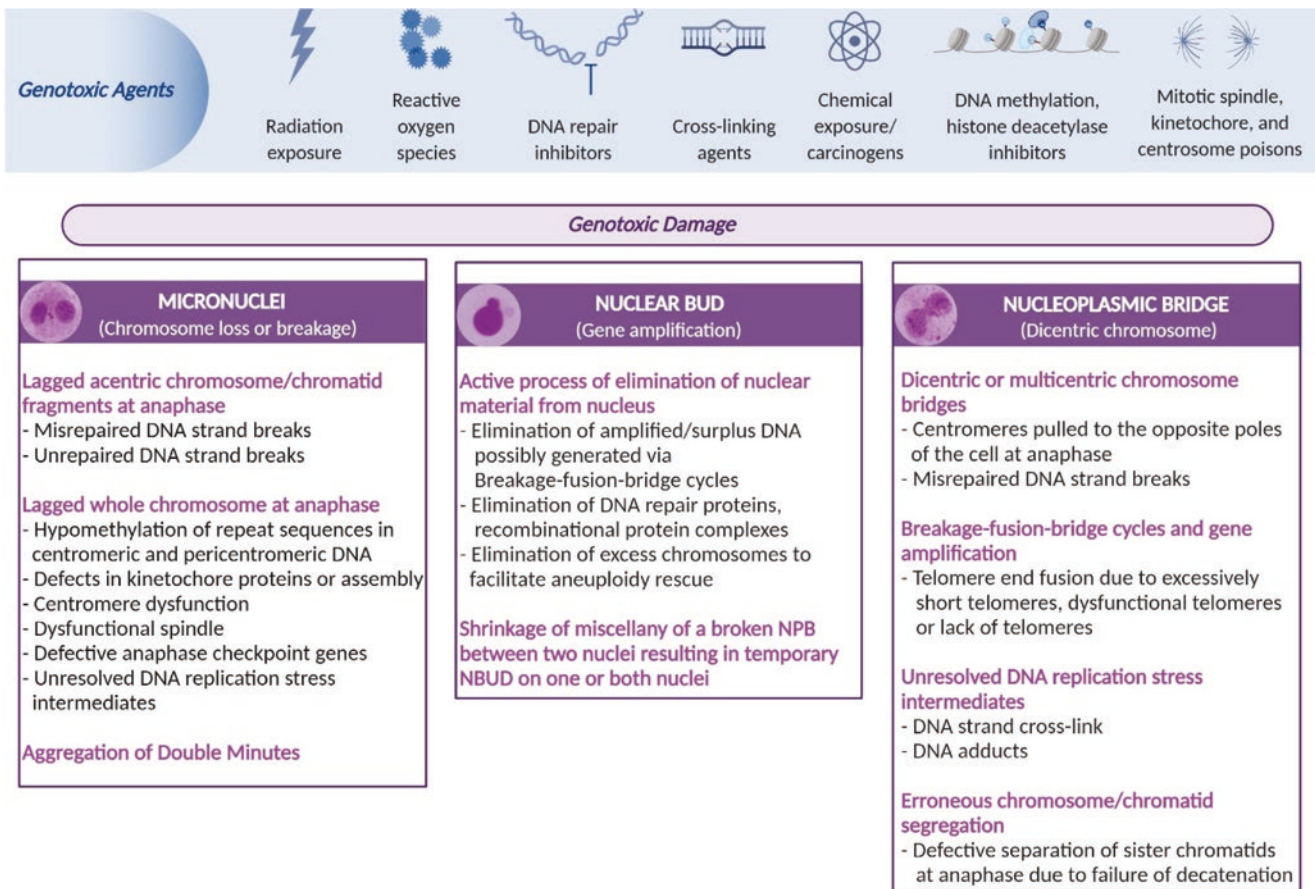 Genotoxic Agents
Radiation
exposure
Reactive
oxygen
species
DNA repair
inhibitors
Cross-linking
agents
Chemical
exposure/
carcinogens
DNA methylation,
histone deacetylase
inhibitors
Mitotic spindle,
kinetochore, and
centrosome poisons
Genotoxic Damage
MICRONUCLEI
(Chromosome loss or breakage)
Lagged acentric chromosome/chromatid
fragments at anaphase
- Misrepaired DNA strand breaks
- Unrepaired DNA strand breaks
Lagged whole chromosome at anaphase
- Hypomethylation of repeat sequences in
centromeric and pericentromeric DNA
- Defects in kinetochore proteins or assembly
- Centromere dysfunction
- Dysfunctional spindle
- Defective anaphase checkpoint genes
- Unresolved DNA replication stress
intermediates
Aggregation of Double Minutes
NUCLEAR BUD
(Gene amplification)
Active process of elimination of nuclear
material from nucleus
- Elimination of amplified/surplus DNA
possibly generated via
Breakage-fusion-bridge cycles
- Elimination of DNA repair proteins,
recombinational protein complexes
- Elimination of excess chromosomes to
facilitate aneuploidy rescue
Shrinkage of miscellany of a broken NPB
between two nuclei resulting in temporary
NBUD on one or both nuclei
NUCLEOPLASMIC BRIDGE
(Dicentric chromosome)
Dicentric or multicentric chromosome
bridges
- Centromeres pulled to the opposite poles
of the cell at anaphase
- Misrepaired DNA strand breaks
Breakage-fusion-bridge cycles and gene
amplification
- Telomere end fusion due to excessively
short telomeres, dysfunctional telomeres
or lack of telomeres
Unresolved DNA replication stress
intermediates
- DNA strand cross-link
- DNA adducts
Erroneous chromosome/chromatid
segregation
- Defective separation of sister chromatids
at anaphase due to failure of decatenation